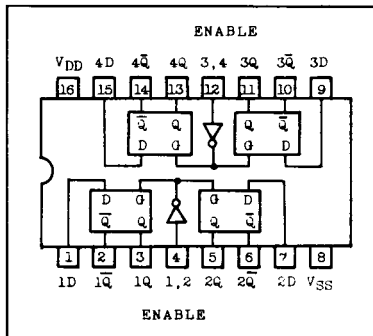 ENABLE
VDD 4D 4Q̅ 4Q 3,4 3Q 3Q̅ 3D
16 15 14 13 12 11 10 9
Q̅ Q Q Q̅
D G G D
D G G D
Q̅ Q Q Q̅
1 2 3 4 5 6 7 8
1D 1Q̅ 1Q 1,2 2Q 2Q̅ 2D VSS
ENABLE